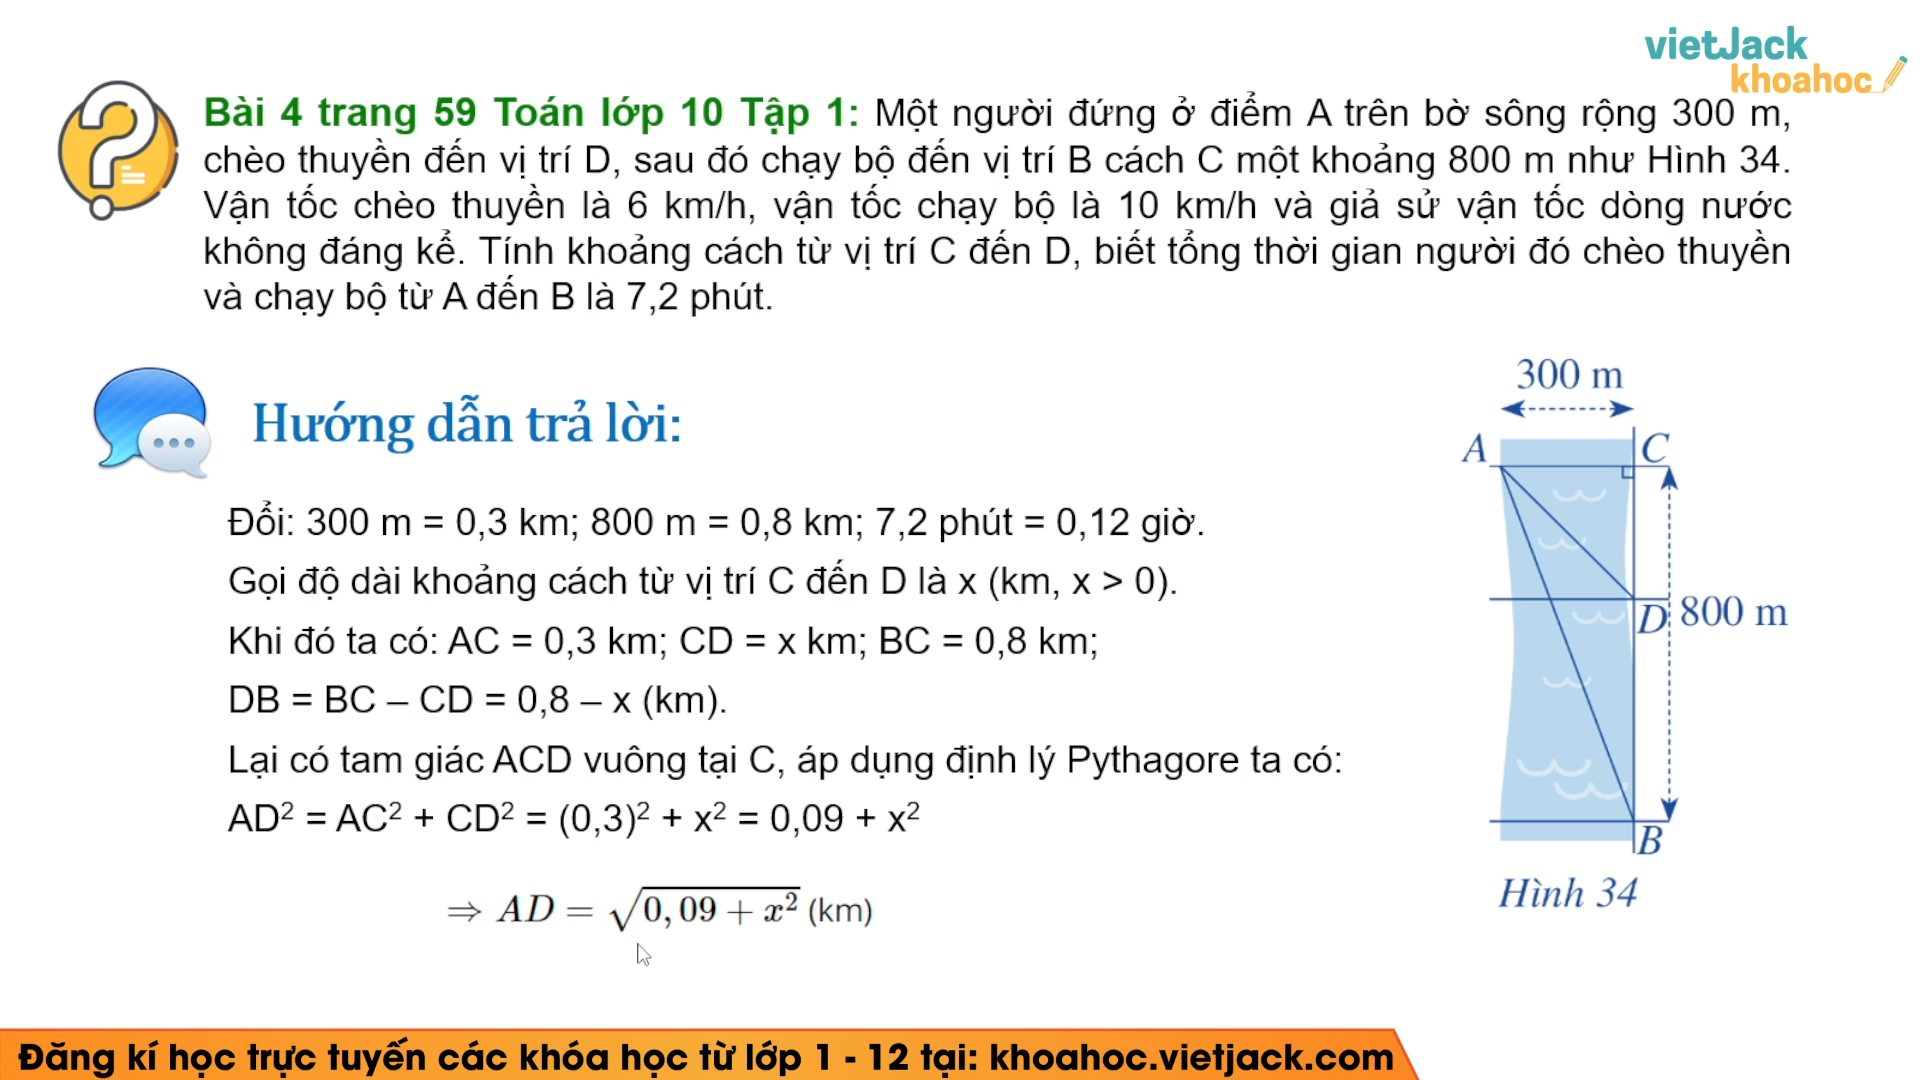 vietJack
khoahoc
Bài 4 trang 59 Toán lớp 10 Tập 1: Một người đứng ở điểm A trên bờ sông rộng 300 m,
chèo thuyền đến vị trí D, sau đó chạy bộ đến vị trí B cách C một khoảng 800 m như Hình 34.
Vận tốc chèo thuyền là 6 km/h, vận tốc chạy bộ là 10 km/h và giả sử vận tốc dòng nước
không đáng kể. Tính khoảng cách từ vị trí C đến D, biết tổng thời gian người đó chèo thuyền
và chạy bộ từ A đến B là 7,2 phút.
Hướng dẫn trả lời:
Đổi: 300 m = 0,3 km; 800 m = 0,8 km; 7,2 phút = 0,12 giờ.
Gọi độ dài khoảng cách từ vị trí C đến D là x (km, x > 0).
Khi đó ta có: AC = 0,3 km; CD = x km; BC = 0,8 km;
DB = BC – CD = 0,8 – x (km).
Lại có tam giác ACD vuông tại C, áp dụng định lý Pythagore ta có:
AD² = AC² + CD² = (0,3)² + x² = 0,09 + x²
⇒ AD = √0,09 + x² (km)
300 m
A
C
D
800 m
B
Hình 34
Đăng kí học trực tuyến các khóa học từ lớp 1 - 12 tại: khoahoc.vietjack.com